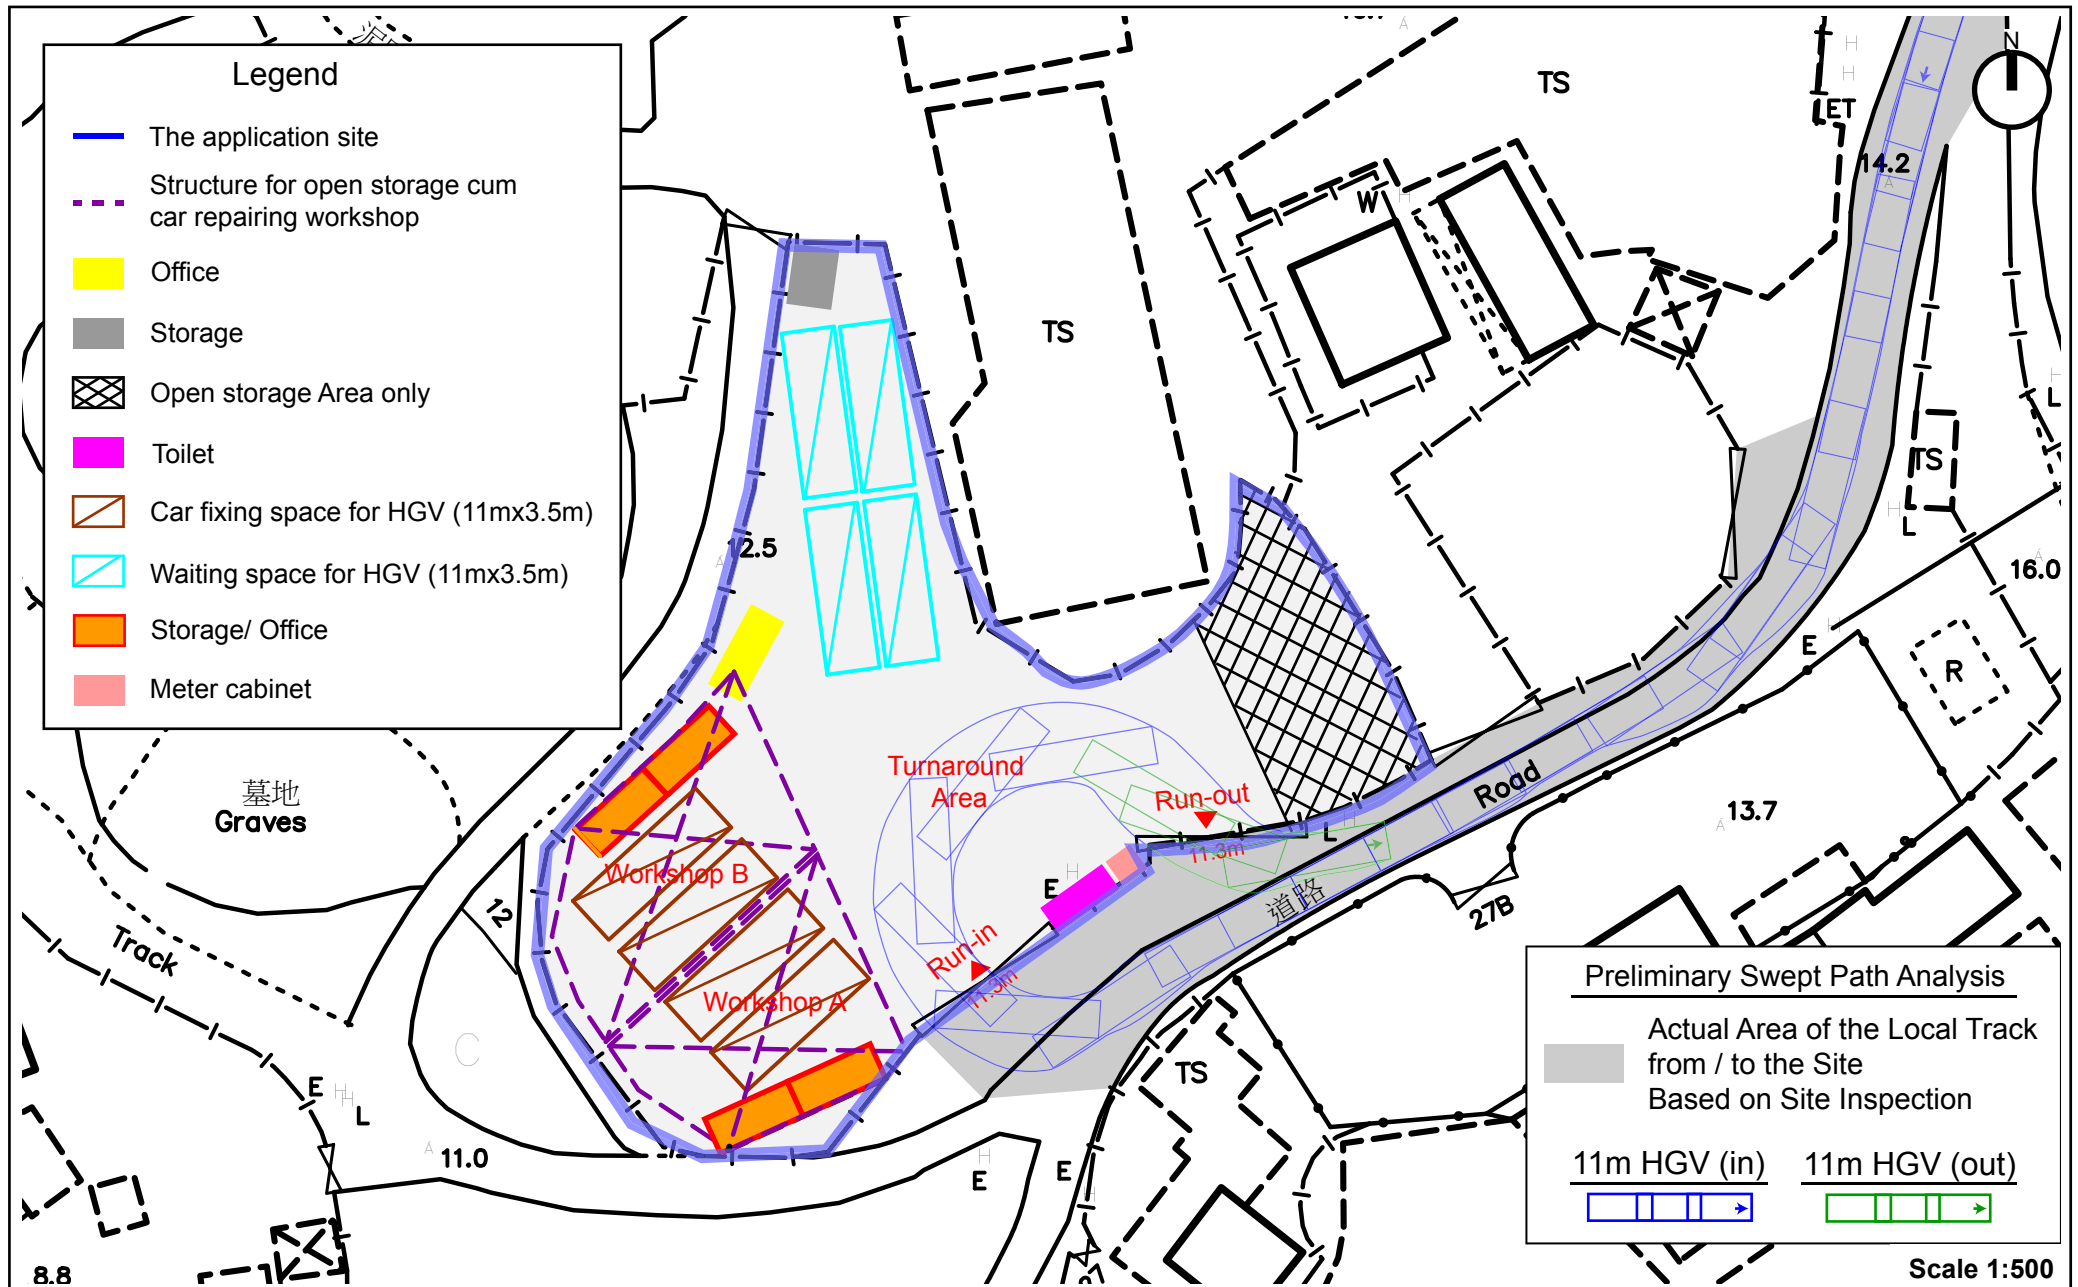 Legend
The application site
Structure for open storage cum
car repairing workshop
Office
Storage
Open storage Area only
Toilet
Car fixing space for HGV (11mx3.5m)
Waiting space for HGV (11mx3.5m)
Storage/ Office
Meter cabinet
TS
N
ET
14.2
W
TS
L
TS
L
12.5
16.0
E
R
墓地
Graves
Turnaround
Area
Run-out
Road
13.7
L
11.3m
Workshop B
E
道路
27B
12
Track
Run-in
11.3m
Workshop A
C
TS
E
L
11.0
E
E
8.8
Preliminary Swept Path Analysis
Actual Area of the Local Track
from / to the Site
Based on Site Inspection
11m HGV (in)
11m HGV (out)
Scale 1:500